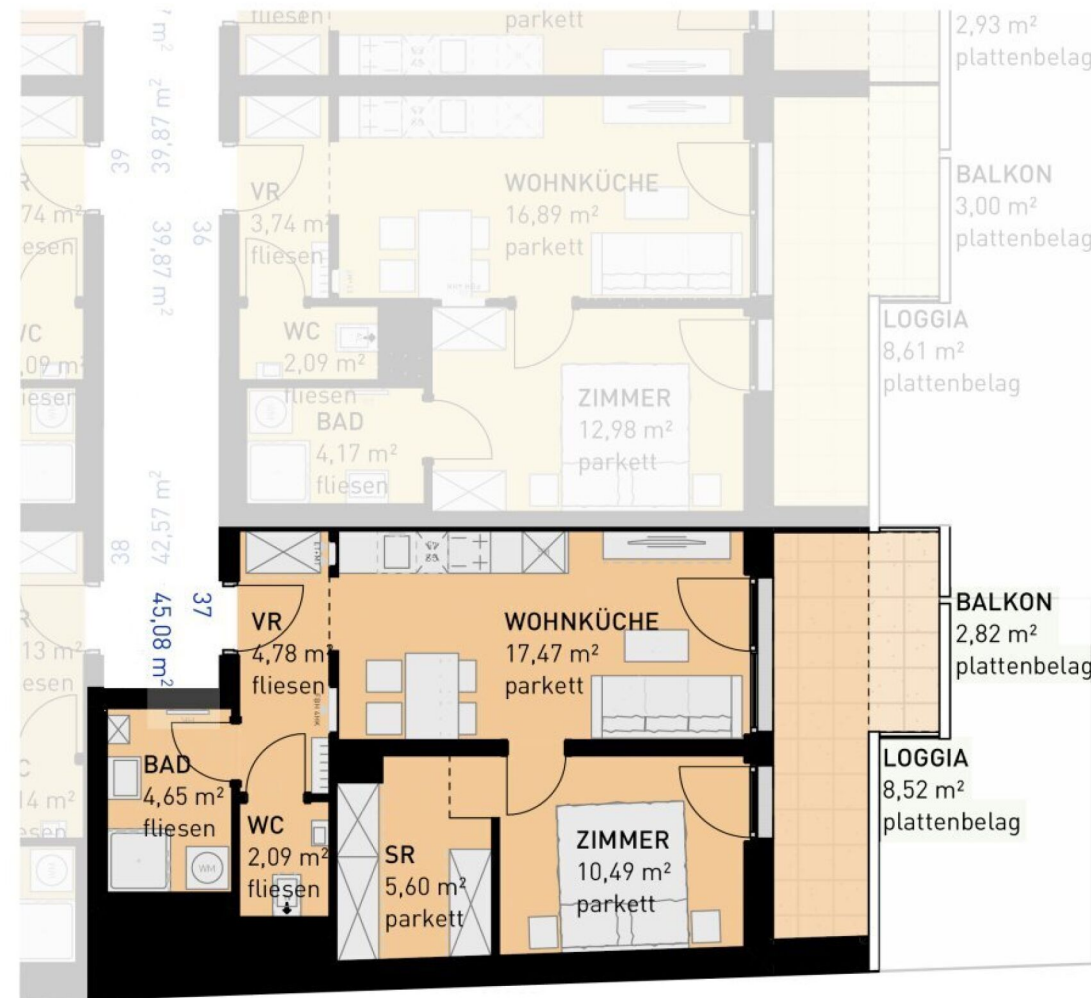 fliesen
parkett
2,93 m²
plattenbelag
39
39,87 m²
39,87 m²
36
VR
3,74 m²
fliesen
WOHNKÜCHE
16,89 m²
parkett
BALKON
3,00 m²
plattenbelag
WC
2,09 m²
fliesen
LOGGIA
8,61 m²
plattenbelag
BAD
4,17 m²
fliesen
WM
ZIMMER
12,98 m²
parkett
38
42,57 m²
37
45,08 m²
VR
4,78 m²
fliesen
WOHNKÜCHE
17,47 m²
parkett
BALKON
2,82 m²
plattenbelag
BAD
4,65 m²
fliesen
WM
WC
2,09 m²
fliesen
SR
5,60 m²
parkett
ZIMMER
10,49 m²
parkett
LOGGIA
8,52 m²
plattenbelag